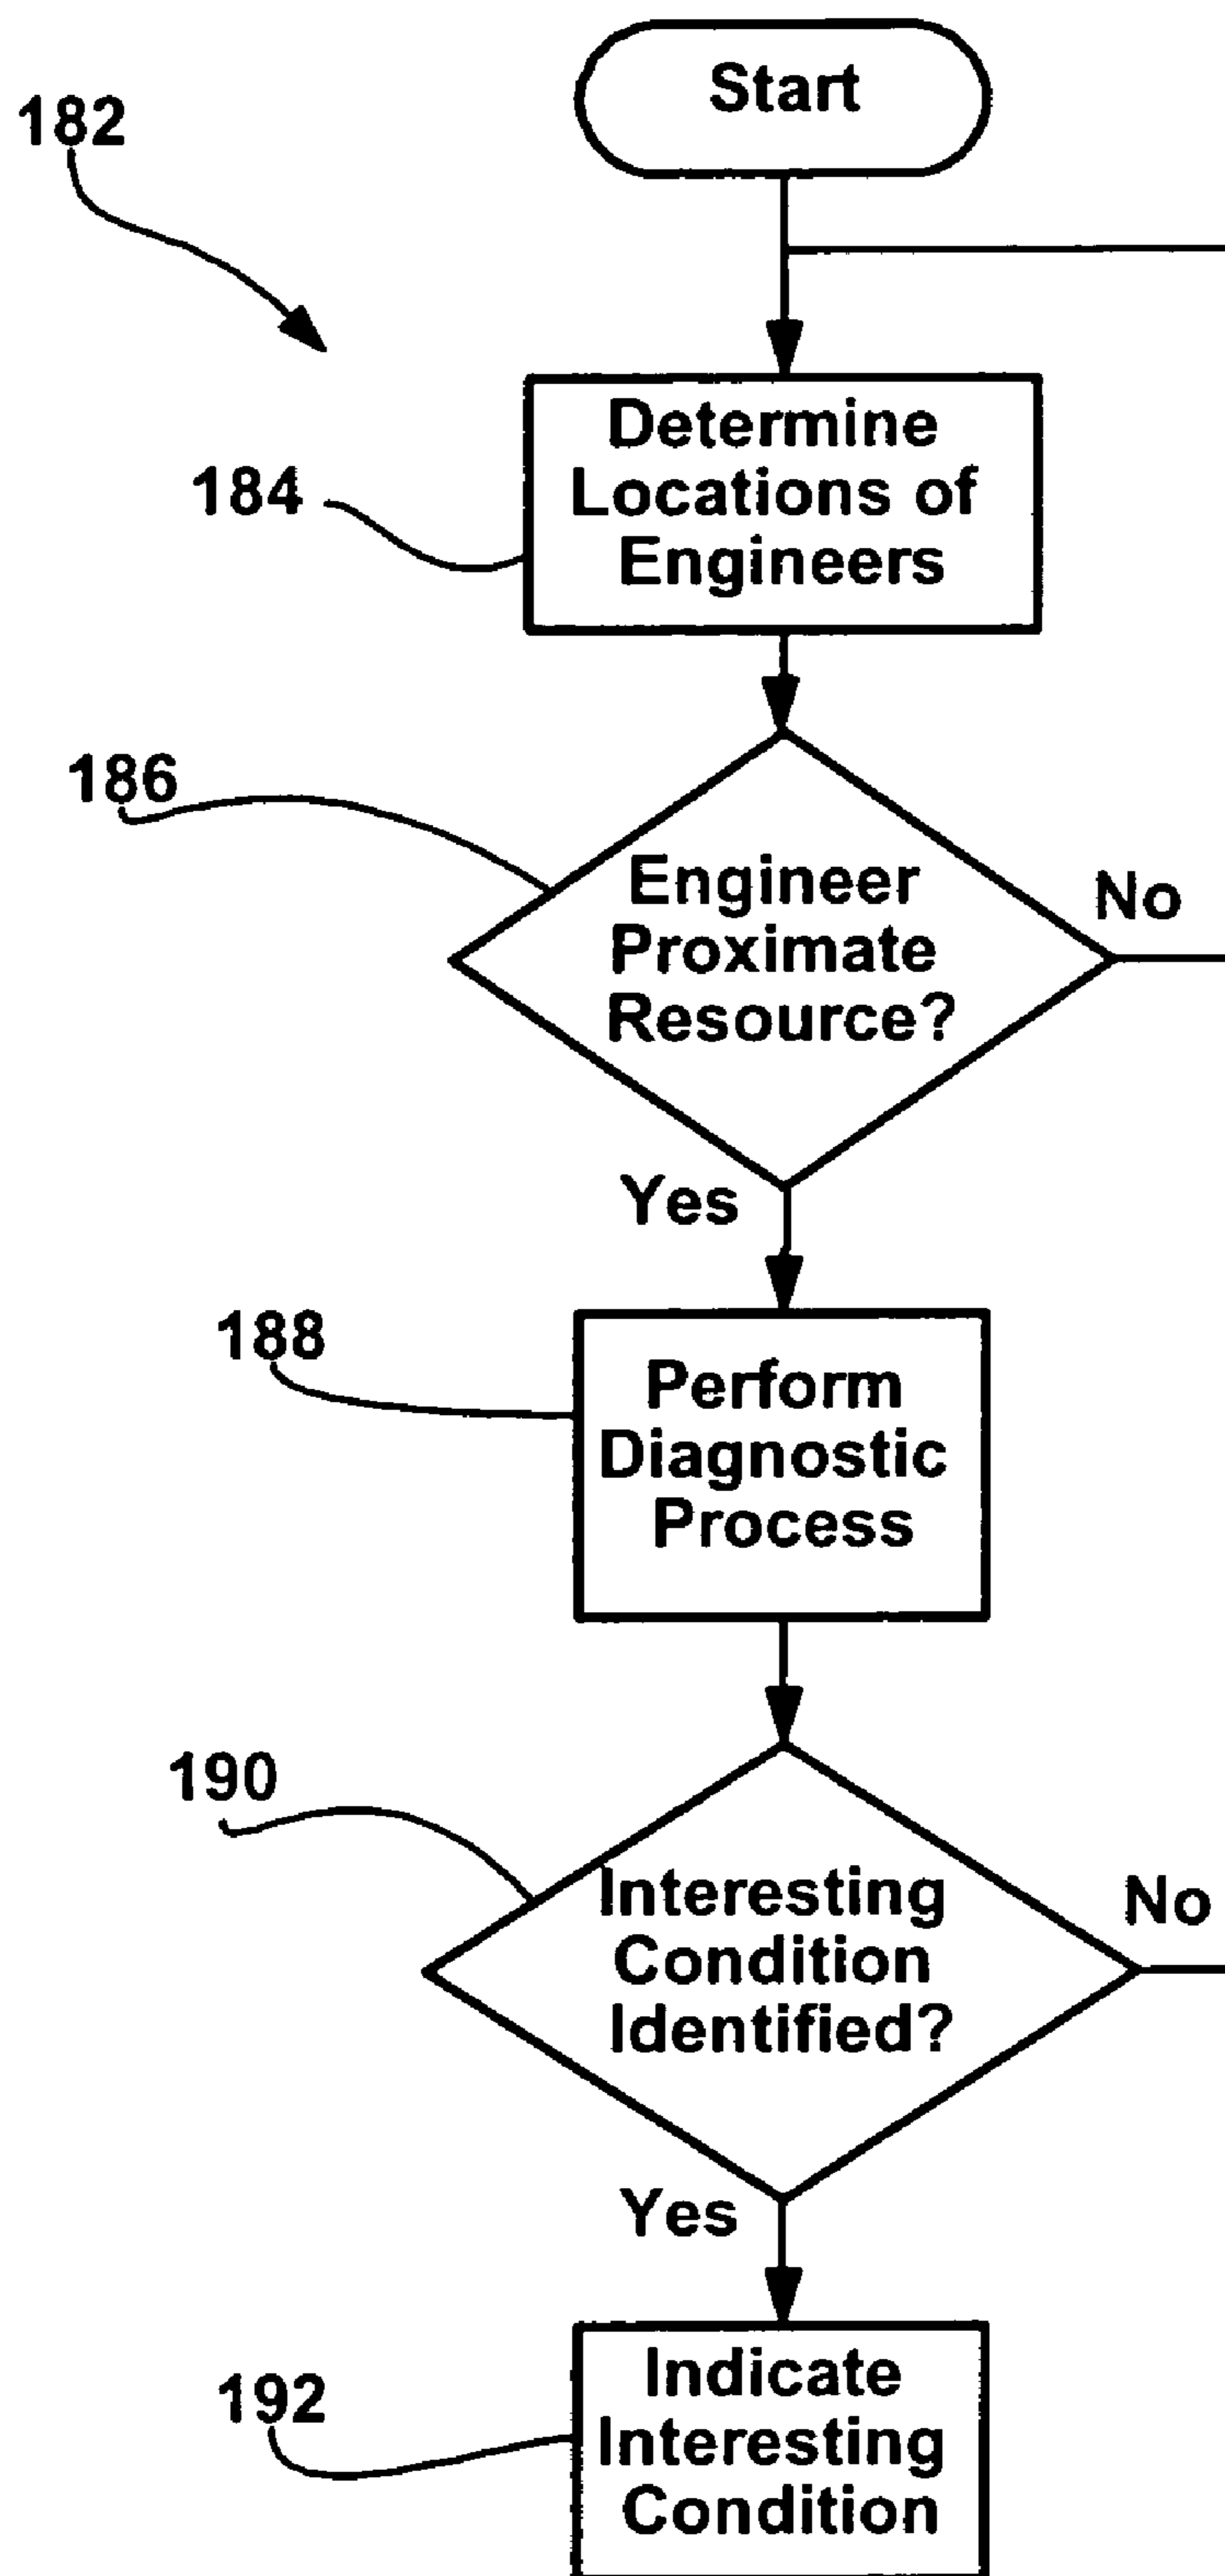 Start
182
Determine
Locations of
Engineers
184
186
Engineer
Proximate
Resource?
No
Yes
188
Perform
Diagnostic
Process
190
Interesting
Condition
Identified?
No
Yes
192
Indicate
Interesting
Condition